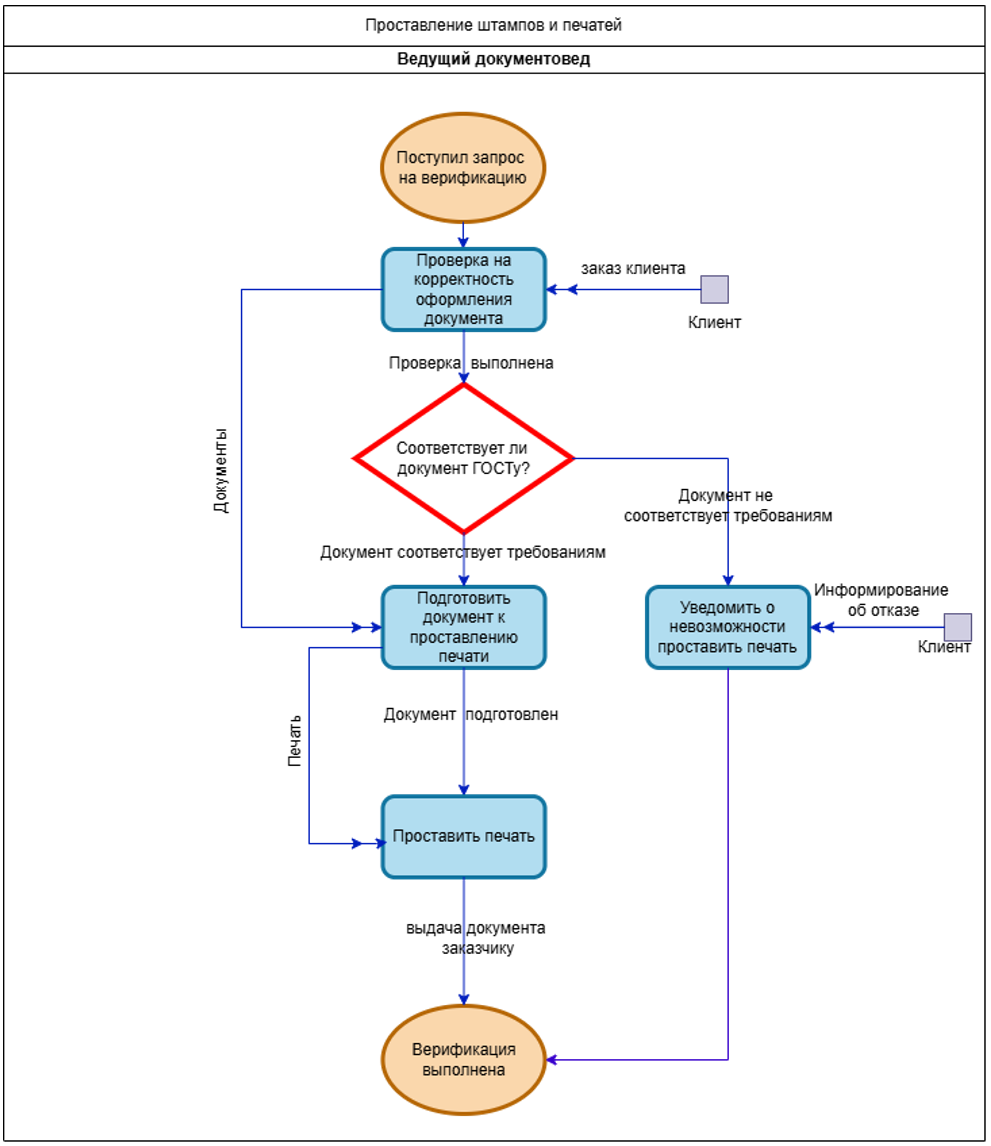 Проставление штампов и печатей
Ведущий документовед
Поступил запрос
на верификацию
Проверка на
корректность
оформления
документа
заказ клиента
Клиент
Проверка выполнена
Соответствует ли
документ ГОСТу?
Документы
Документ не
соответствует требованиям
Документ соответствует требованиям
Подготовить
документ к
проставлению
печати
Уведомить о
невозможности
проставить печать
Информирование
об отказе
Клиент
Документ подготовлен
Печать
Проставить печать
выдача документа
заказчику
Верификация
выполнена